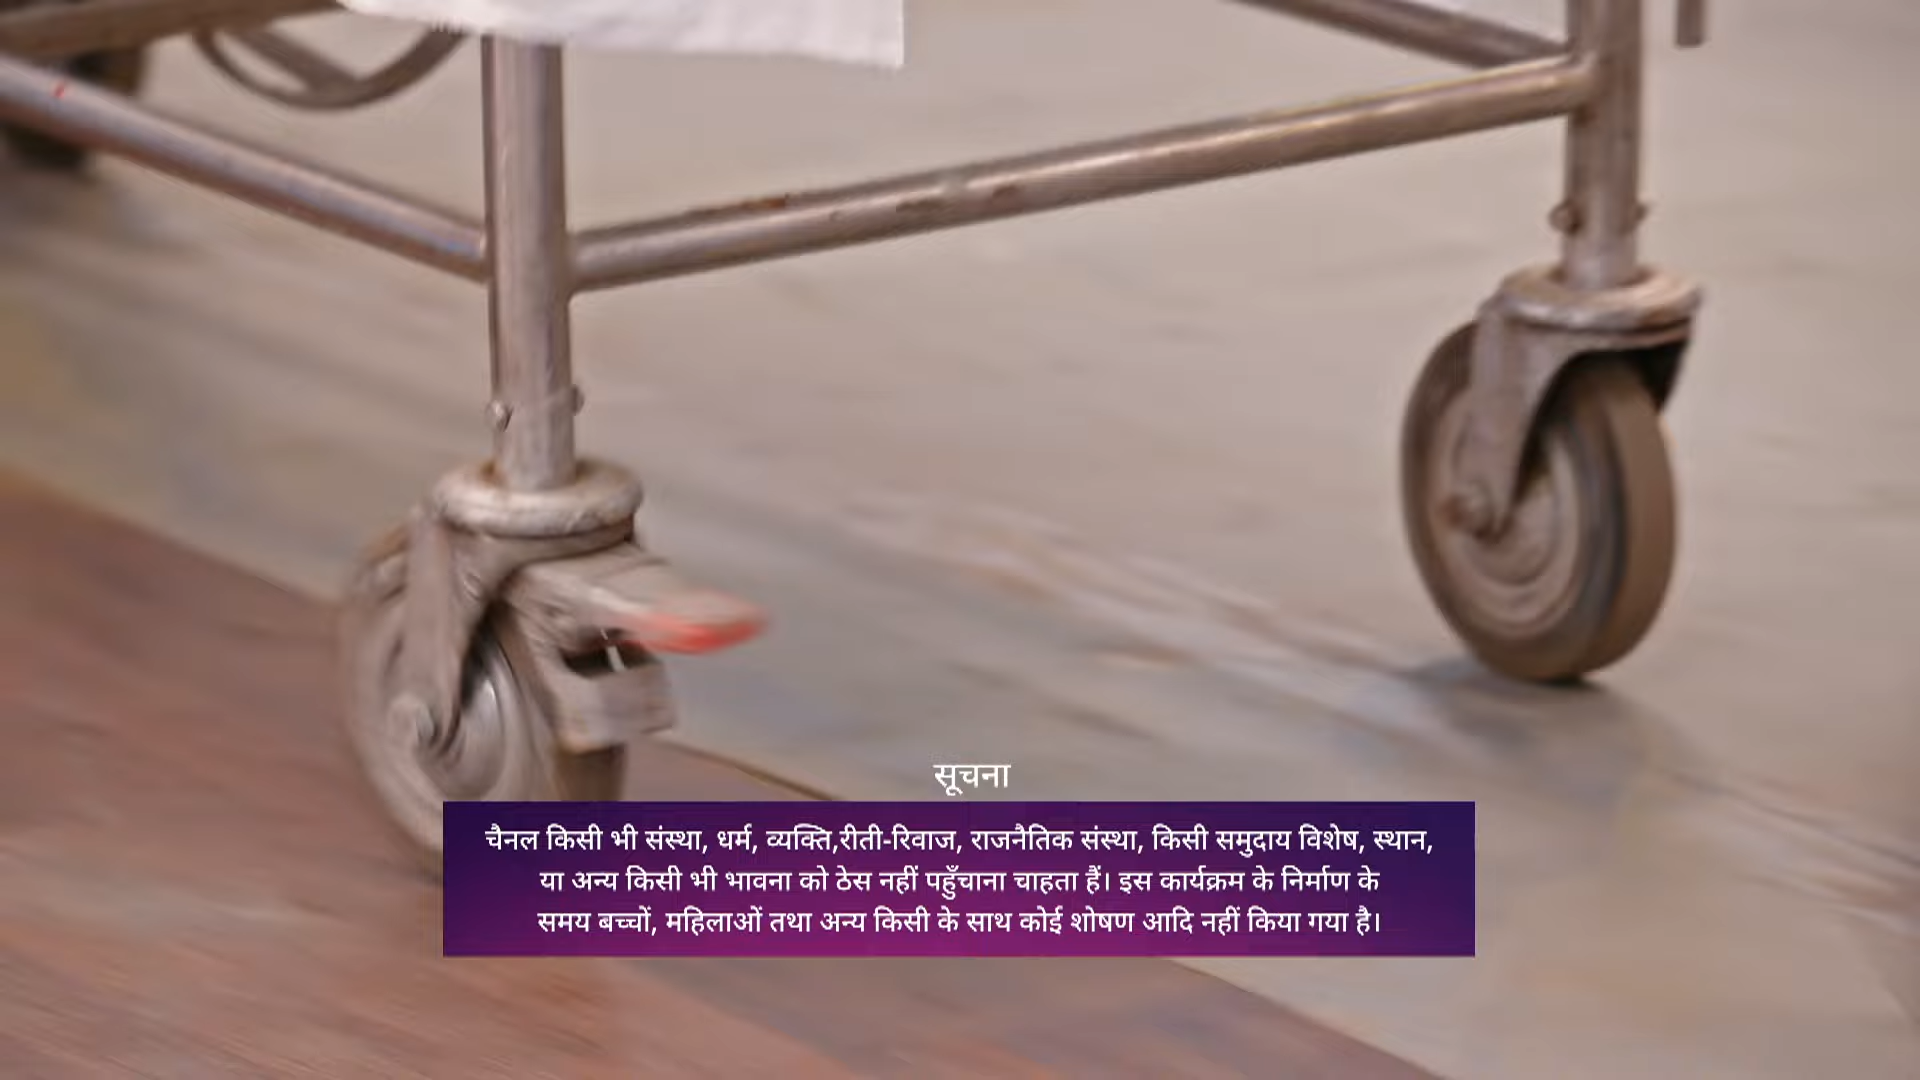 सूचना
चैनल किसी भी संस्था, धर्म, व्यक्ति,रीती-रिवाज, राजनैतिक संस्था, किसी समुदाय विशेष, स्थान,
या अन्य किसी भी भावना को ठेस नहीं पहुँचाना चाहता हैं। इस कार्यक्रम के निर्माण के
समय बच्चों, महिलाओं तथा अन्य किसी के साथ कोई शोषण आदि नहीं किया गया है।